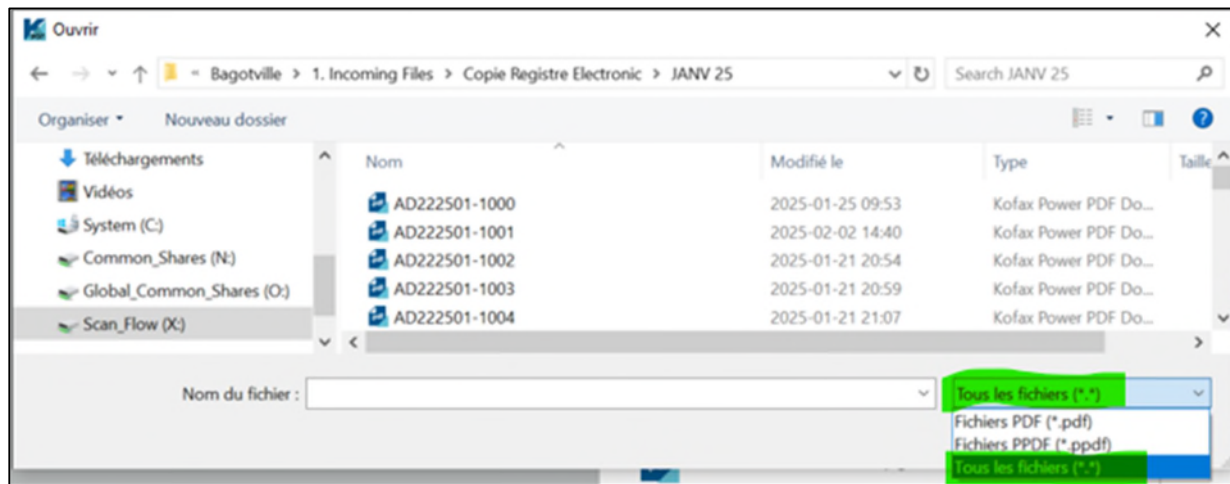 Ouvrir
Bagotville > 1. Incoming Files > Copie Registre Electronic > JANV 25
Search JANV 25
Organiser
Nouveau dossier
Téléchargements
Vidéos
System (C:)
Common_Shares (N:)
Global_Common_Shares (O:)
Scan_Flow (X:)
Nom Modifié le Type Taille
AD222501-1000 2025-01-25 09:53 Kofax Power PDF Do...
AD222501-1001 2025-02-02 14:40 Kofax Power PDF Do...
AD222501-1002 2025-01-21 20:54 Kofax Power PDF Do...
AD222501-1003 2025-01-21 20:59 Kofax Power PDF Do...
AD222501-1004 2025-01-21 21:07 Kofax Power PDF Do...
Nom du fichier :
Tous les fichiers (*.*)
Fichiers PDF (*.pdf)
Fichiers PPDF (*.ppdf)
Tous les fichiers (*.*)